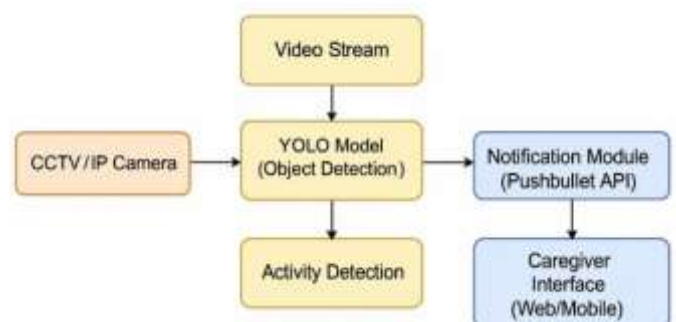 Video Stream
CCTV/IP Camera
YOLO Model
(Object Detection)
Notification Module
(Pushbullet API)
Activity Detection
Caregiver
Interface
(Web/Mobile)